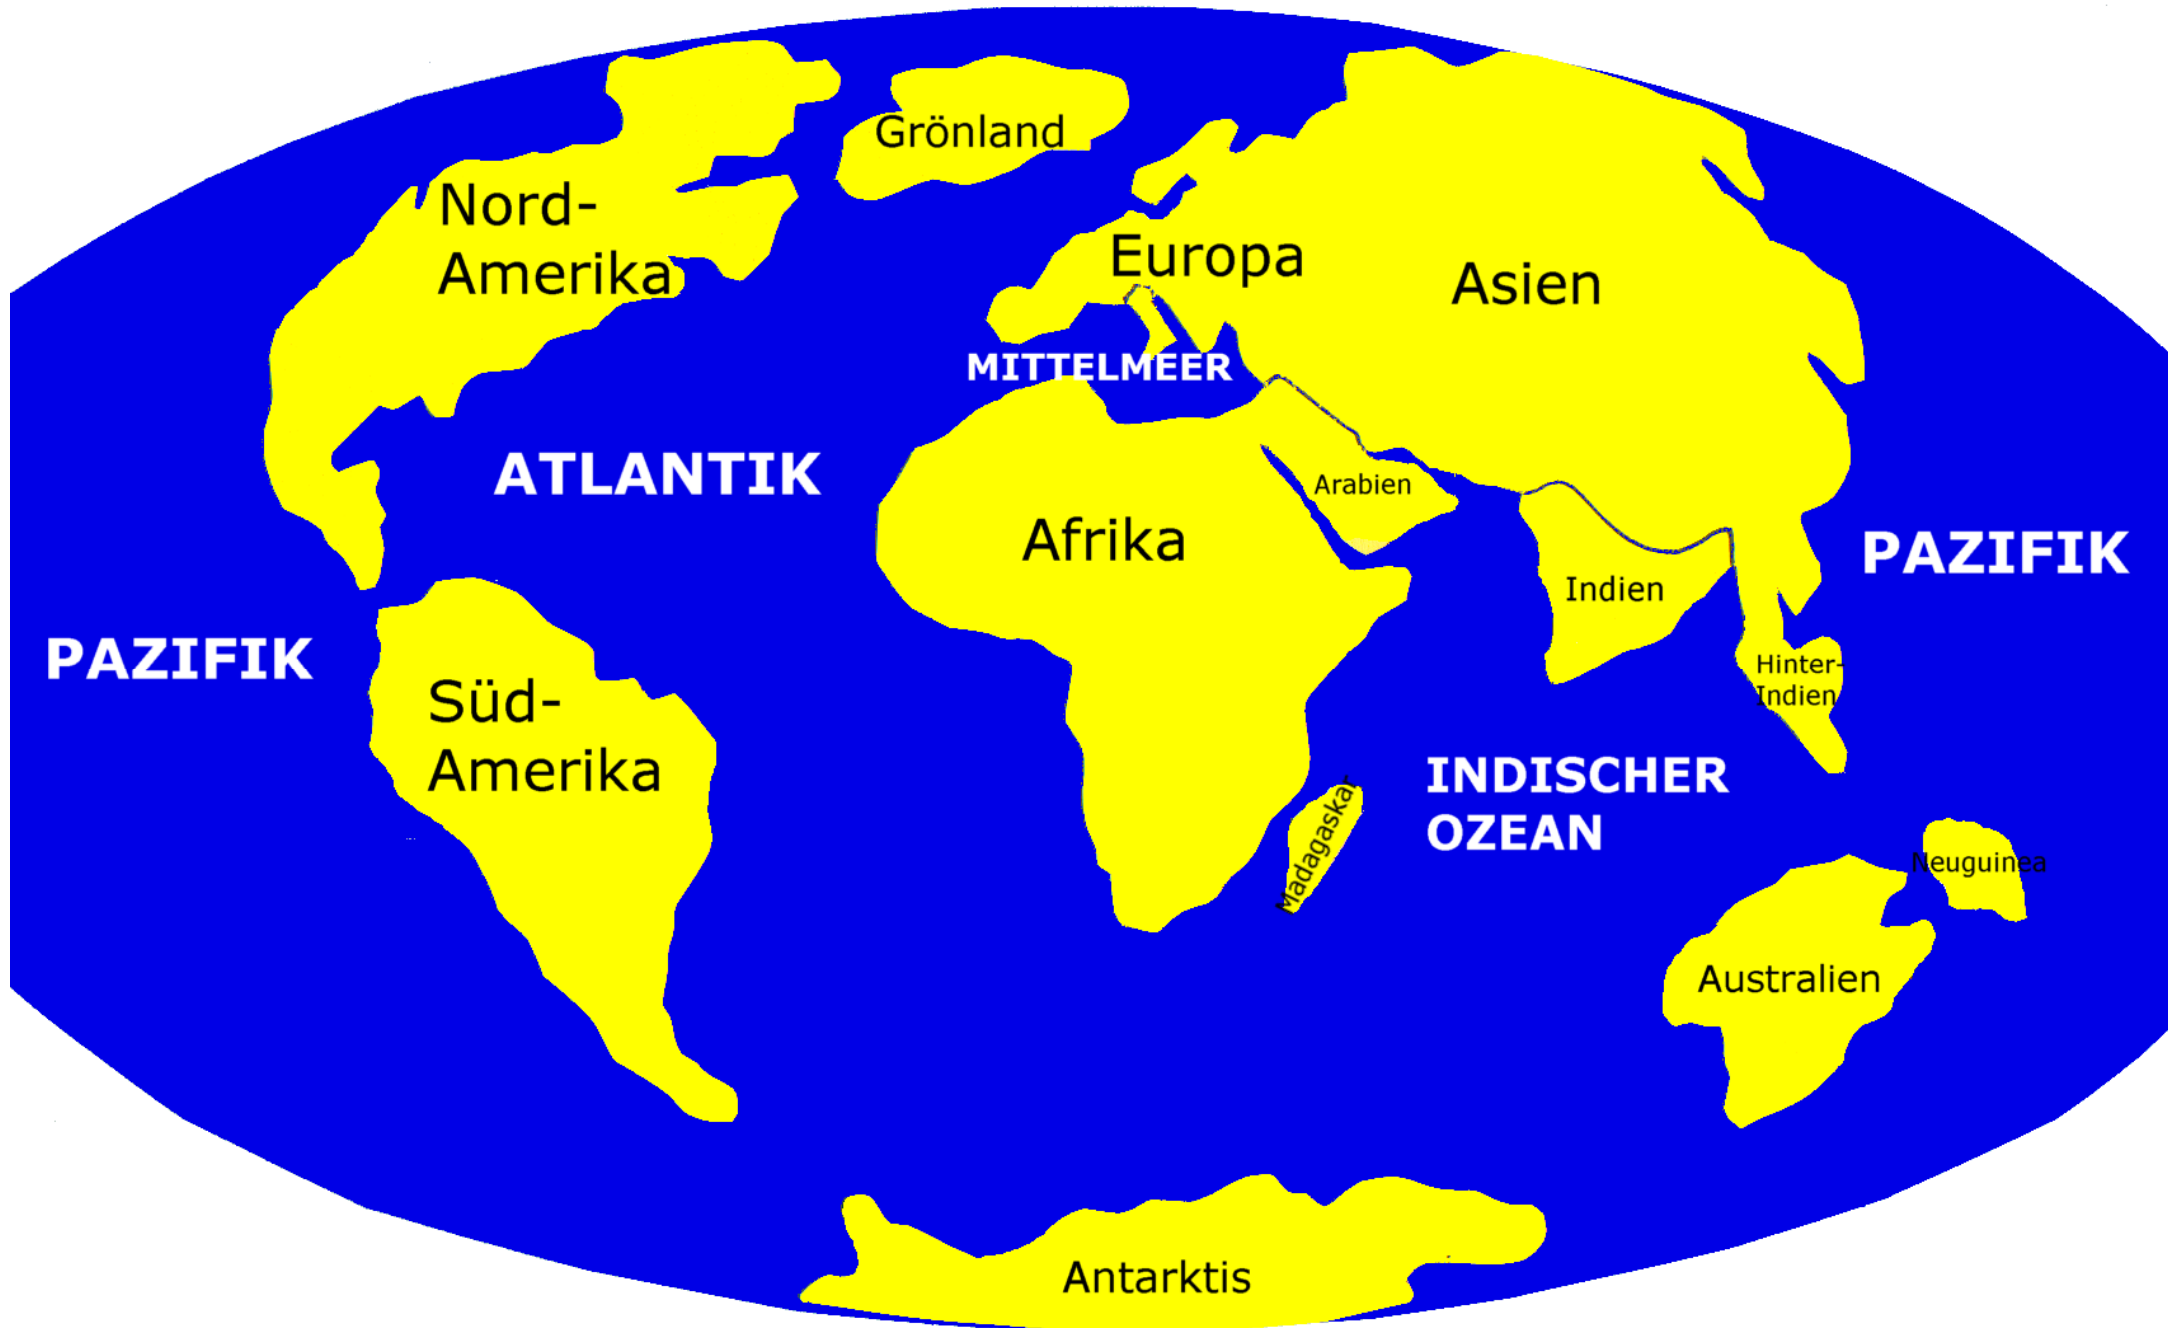 Grönland
Nord-
Amerika
Europa
Asien
MITTELMEER
ATLANTIK
Arabien
Afrika
PAZIFIK
Indien
PAZIFIK
Hinter-
Indien
Süd-
Amerika
INDISCHER
OZEAN
Madagaskar
Neuguinea
Australien
Antarktis